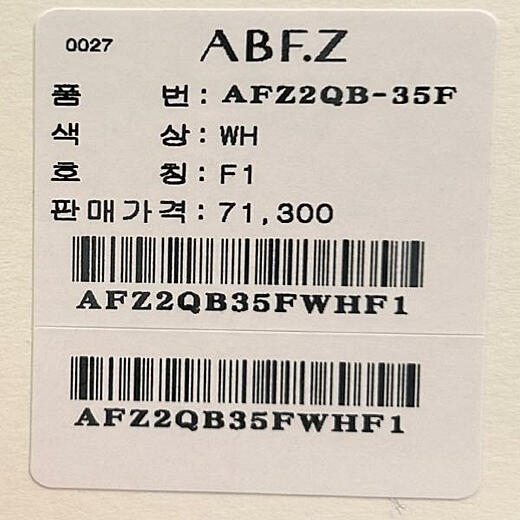 0027 ABF.Z
품 번 : AFZ2QB-35F
색 상 : WH
호 칭 : F1
판매가격 : 71,300
AFZ2QB35FWHF1
AFZ2QB35FWHF1